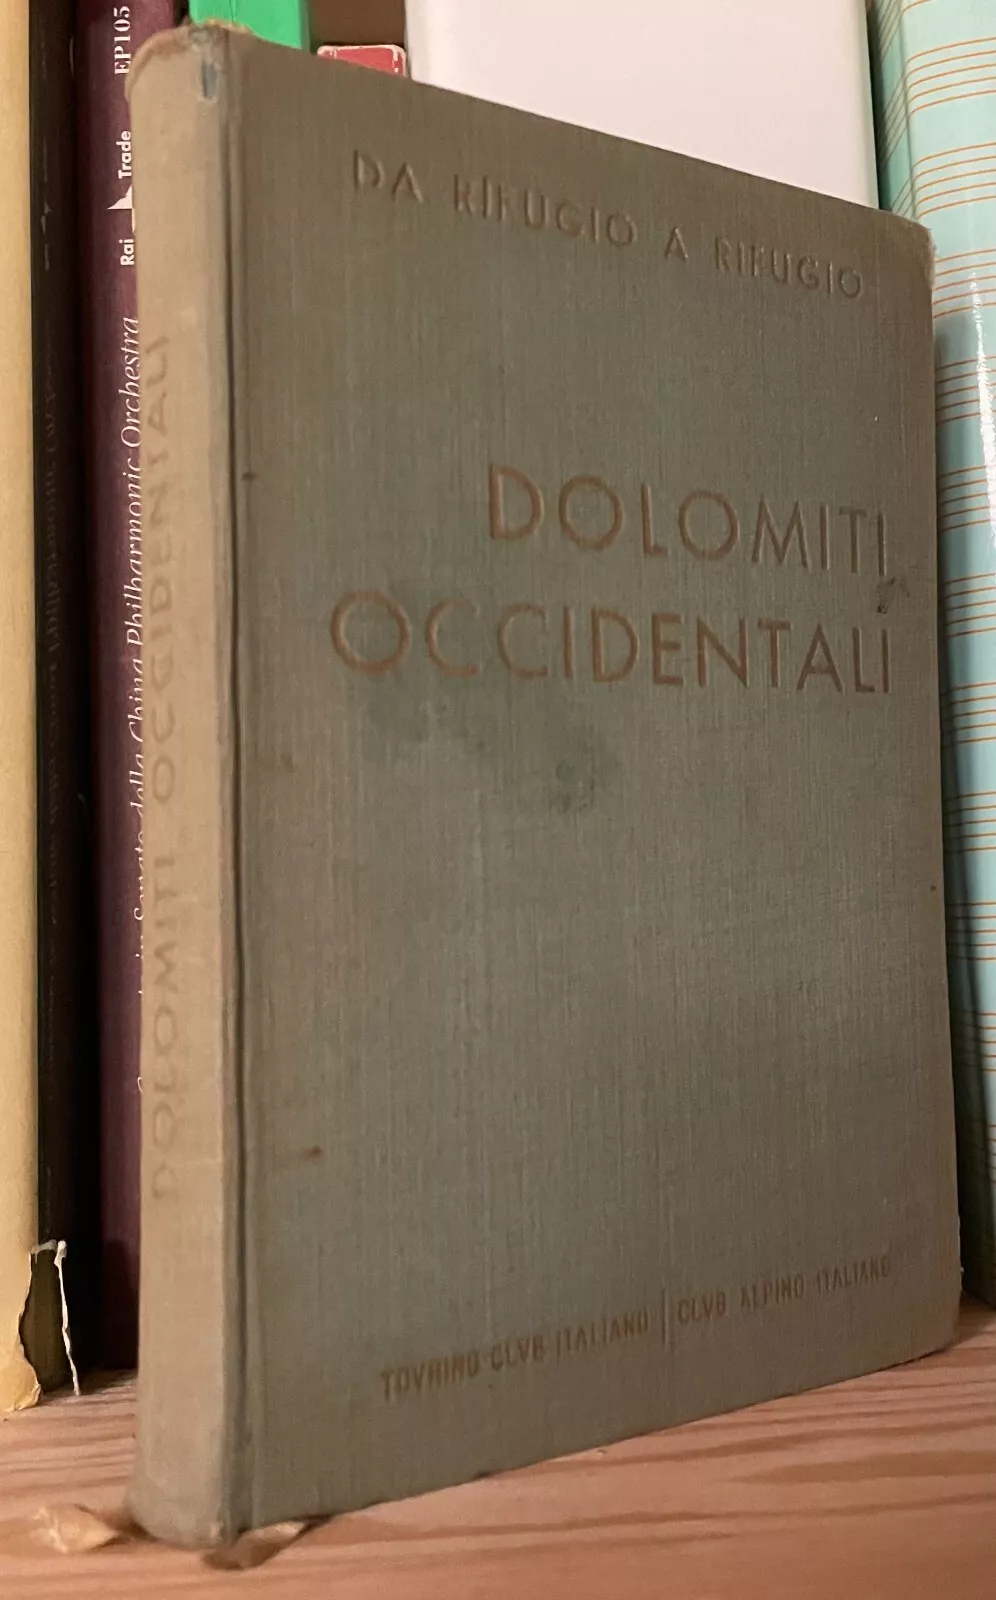 DA RIFUGIO A RIFUGIO
DOLOMITI
OCCIDENTALI
TOVRING CLVB ITALIANO | CLVB ALPINO ITALIANO
DOLOMITI OCCIDENTALI
della China Philharmonic Orchestra
Rai Trade
EP105